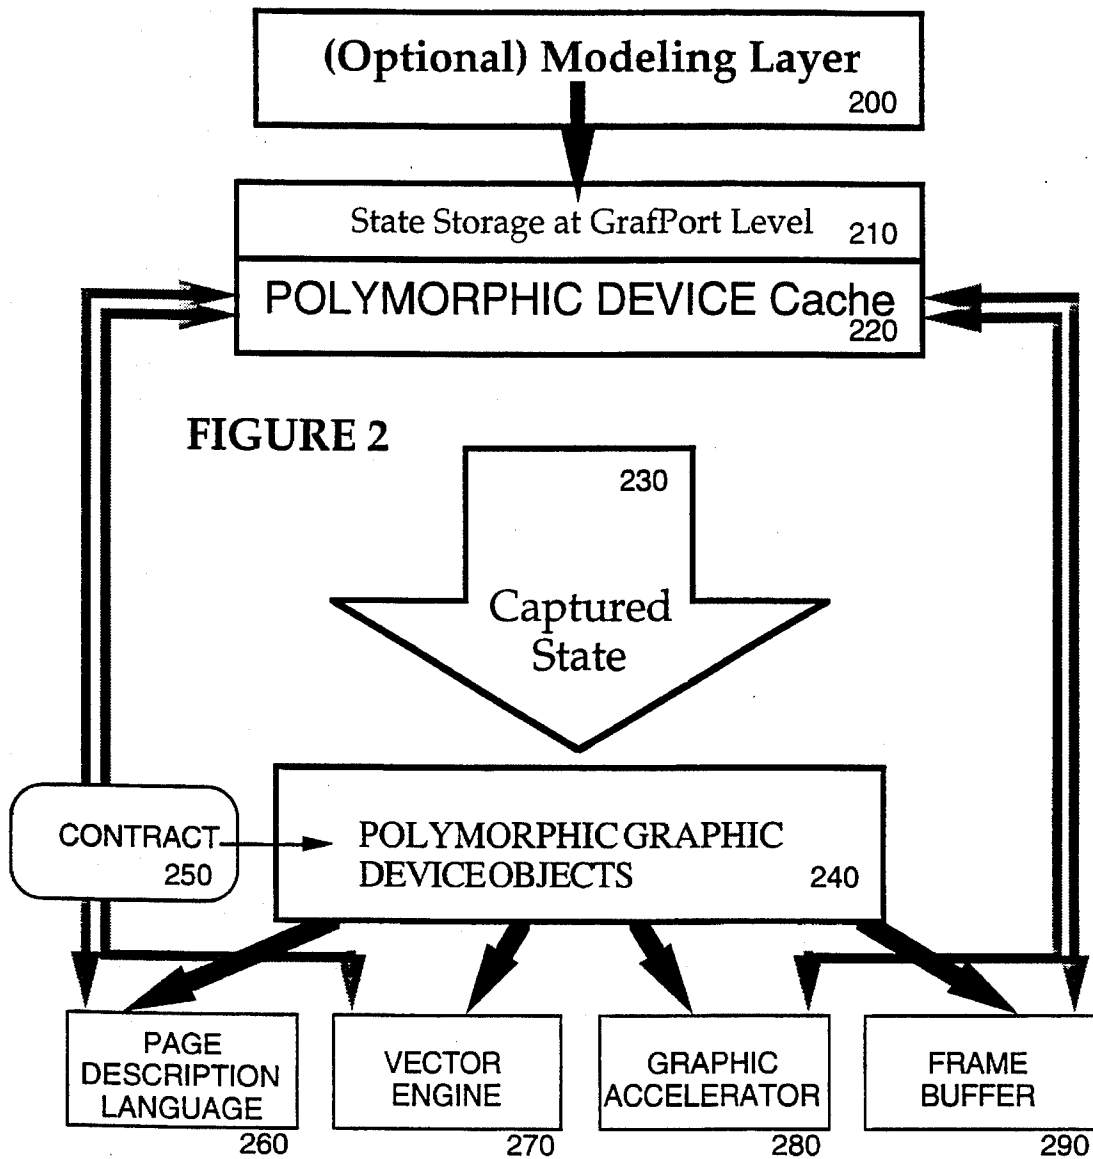 (Optional) Modeling Layer
200
State Storage at GrafPort Level
210
POLYMORPHIC DEVICE Cache
220
FIGURE 2
230
Captured
State
CONTRACT
250
POLYMORPHIC GRAPHIC
DEVICE OBJECTS
240
PAGE
DESCRIPTION
LANGUAGE
260
VECTOR
ENGINE
270
GRAPHIC
ACCELERATOR
280
FRAME
BUFFER
290